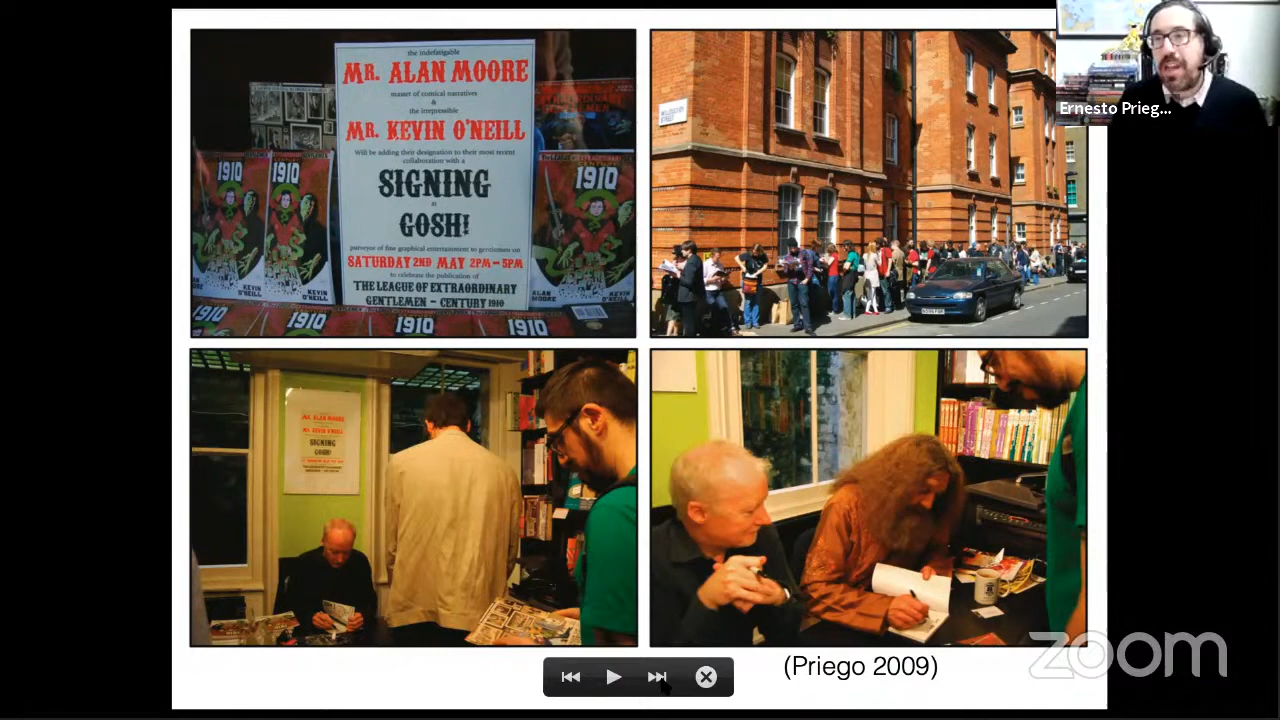 the indefatigable
MR. ALAN MOORE
master of comical narratives
&
the irrepressible
MR. KEVIN O'NEILL
Will be adding their designation to their most recent
collaboration with a
SIGNING
at
GOSH!
purveyor of fine graphical entertainment to gentlemen on
SATURDAY 2ND MAY 2PM – 5PM
to celebrate the publication of
THE LEAGUE OF EXTRAORDINARY
GENTLEMEN – CENTURY 1910
1910
1910
1910
KEVIN
O'NEILL
KEVIN
O'NEILL
ALAN
MOORE
KEVIN
O'NEILL
1910
1910
1910
Ernesto Prieg...
MR. ALAN MOORE
MR. KEVIN O'NEILL
SIGNING
GOSH!
(Priego 2009)
zoom